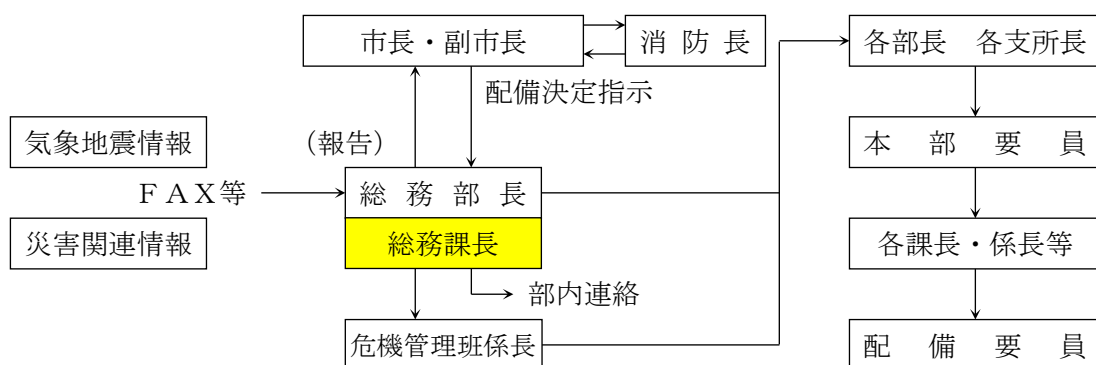 市長・副市長
消防長
各部長 各支所長
配備決定指示
気象地震情報
(報告)
本部要員
ＦＡＸ等
総務部長
災害関連情報
総務課長
各課長・係長等
部内連絡
危機管理班係長
配備要員